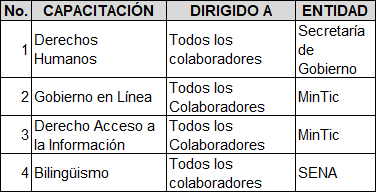 No. CAPACITACIÓN DIRIGIDO A ENTIDAD
1 Derechos Humanos Todos los colaboradores Secretaría de Gobierno
2 Gobierno en Línea Todos los Colaboradores MinTic
3 Derecho Acceso a la Información Todos los Colaboradores MinTic
4 Bilingüismo Todos los colaboradores SENA